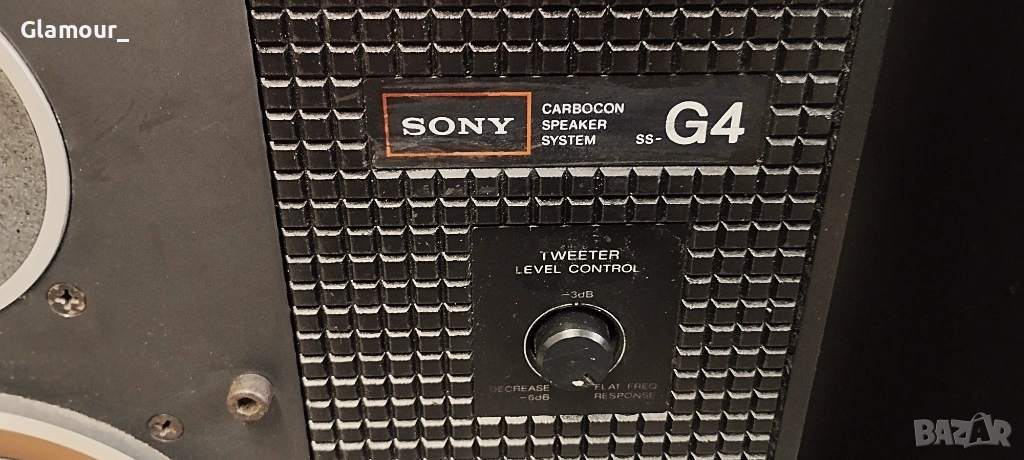 Glamour_
SONY
CARBOCON
SPEAKER
SYSTEM
SS-G4
TWEETER
LEVEL CONTROL
-3dB
DECREASE
-6dB
FLAT FREQ
RESPONSE
BAZAR